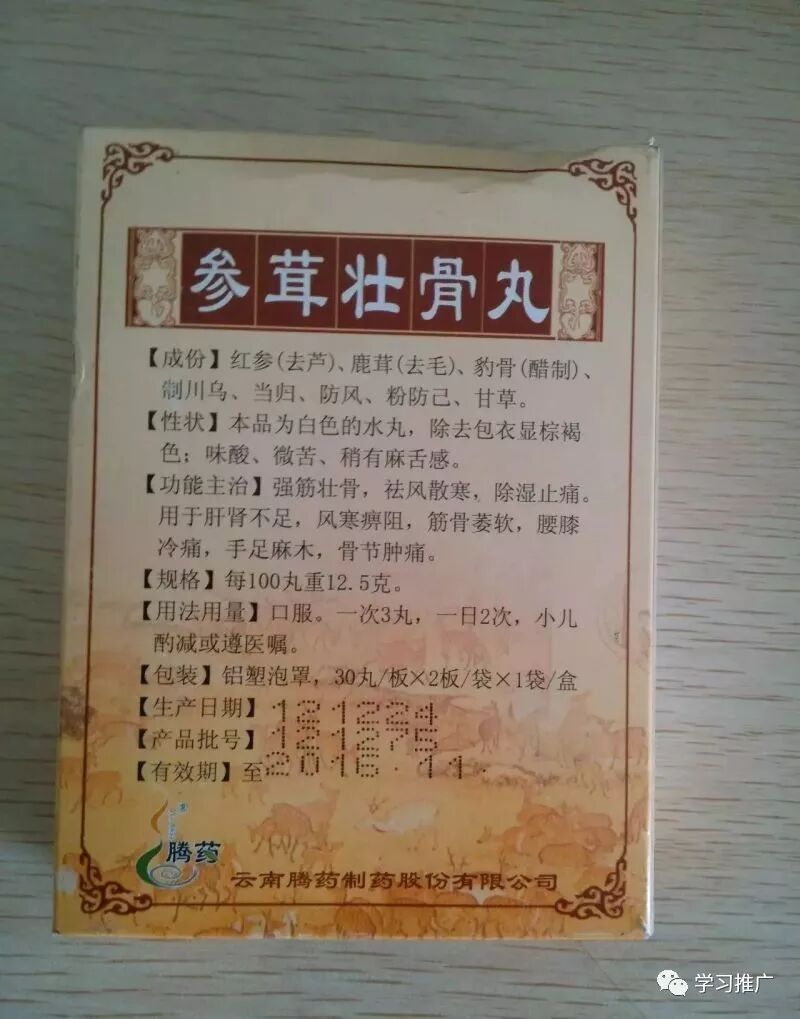 参茸壮骨丸
【成份】红参(去芦)、鹿茸(去毛)、豹骨(醋制)、
制川乌、当归、防风、粉防己、甘草。
【性状】本品为白色的水丸，除去包衣显棕褐
色；味酸、微苦、稍有麻舌感。
【功能主治】强筋壮骨，祛风散寒，除湿止痛。
用于肝肾不足，风寒痹阻，筋骨萎软，腰膝
冷痛，手足麻木，骨节肿痛。
【规格】每100丸重12.5克。
【用法用量】口服。一次3丸，一日2次，小儿
酌减或遵医嘱。
【包装】铝塑泡罩，30丸/板×2板/袋×1袋/盒
【生产日期】121224
【产品批号】121275
【有效期】至2016.11.
腾药
云南腾药制药股份有限公司
学习推广